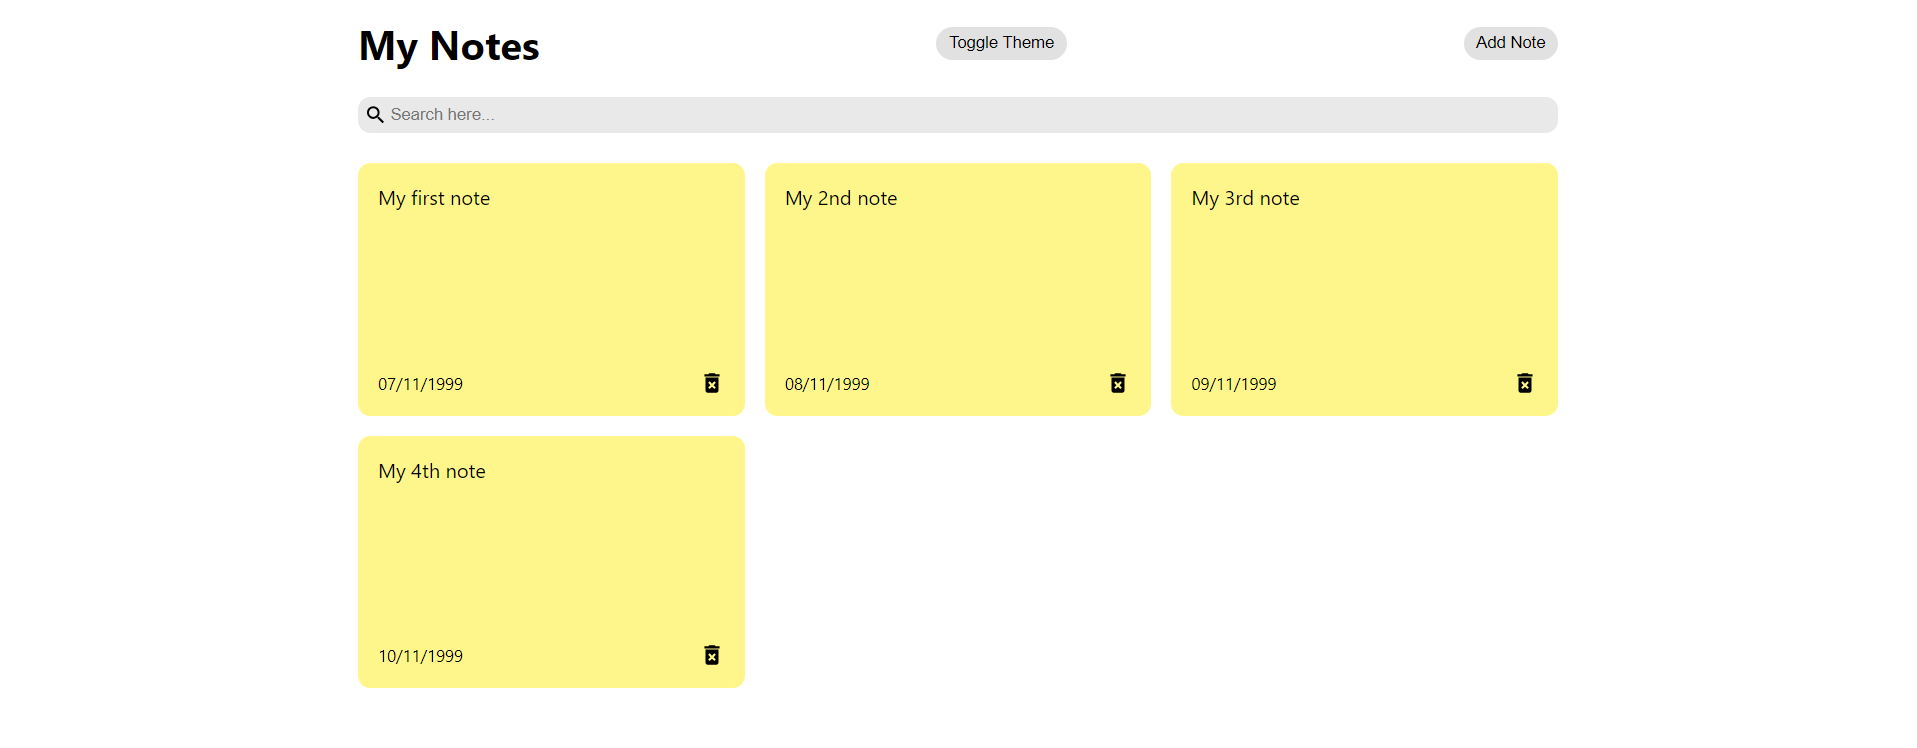 My Notes
Toggle Theme
Add Note
Search here...
My first note
My 2nd note
My 3rd note
07/11/1999
08/11/1999
09/11/1999
My 4th note
10/11/1999